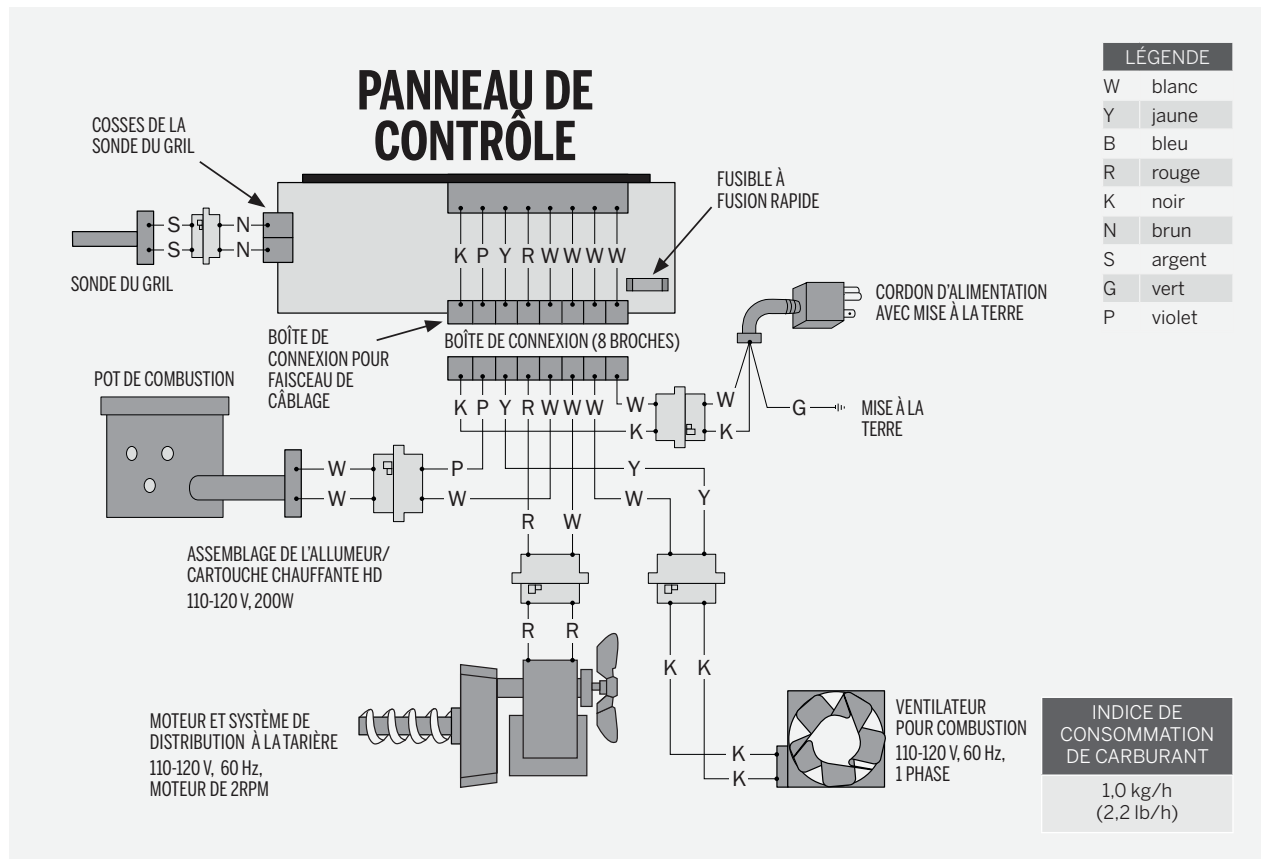 PANNEAU DE
CONTRÔLE
LÉGENDE
W blanc
Y jaune
B bleu
R rouge
K noir
N brun
S argent
G vert
P violet
COSSES DE LA
SONDE DU GRIL
FUSIBLE À
FUSION RAPIDE
S N
S N
K P Y R W W W W
SONDE DU GRIL
CORDON D'ALIMENTATION
AVEC MISE À LA TERRE
BOÎTE DE
CONNEXION POUR
FAISCEAU DE
CÂBLAGE
BOÎTE DE CONNEXION (8 BROCHES)
POT DE COMBUSTION
K P Y R W W W
W W
K K
G
MISE À LA
TERRE
W P
W W
Y
W
Y
R W
ASSEMBLAGE DE L'ALLUMEUR/
CARTOUCHE CHAUFFANTE HD
110-120 V, 200W
R R
K K
MOTEUR ET SYSTÈME DE
DISTRIBUTION À LA TARIÈRE
110-120 V, 60 Hz,
MOTEUR DE 2RPM
K
K
VENTILATEUR
POUR COMBUSTION
110-120 V, 60 Hz,
1 PHASE
INDICE DE
CONSOMMATION
DE CARBURANT
1,0 kg/h
(2,2 lb/h)